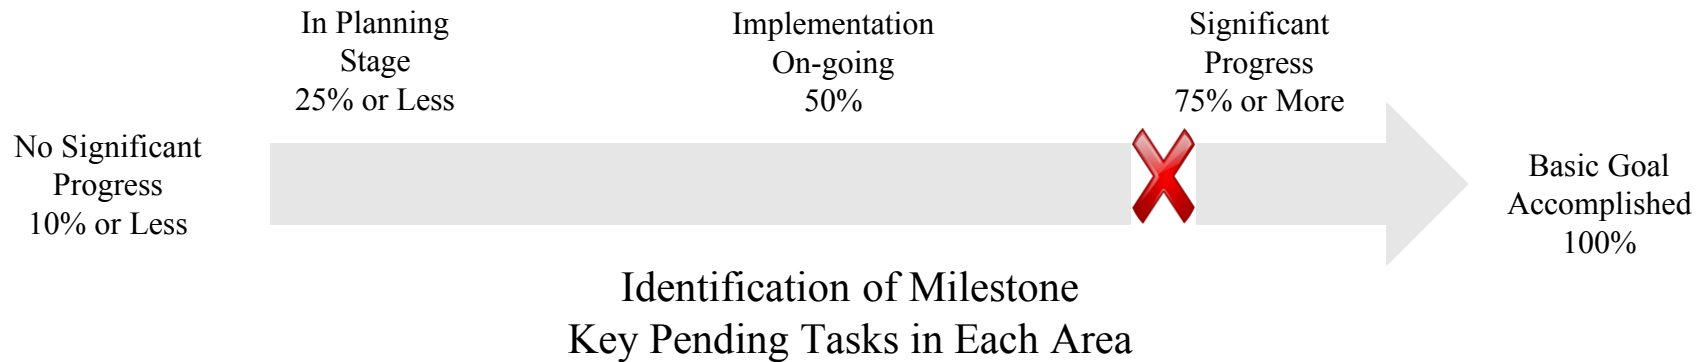 In Planning
Stage
25% or Less
Implementation
On-going
50%
Significant
Progress
75% or More
No Significant
Progress
10% or Less
Basic Goal
Accomplished
100%
Identification of Milestone
Key Pending Tasks in Each Area